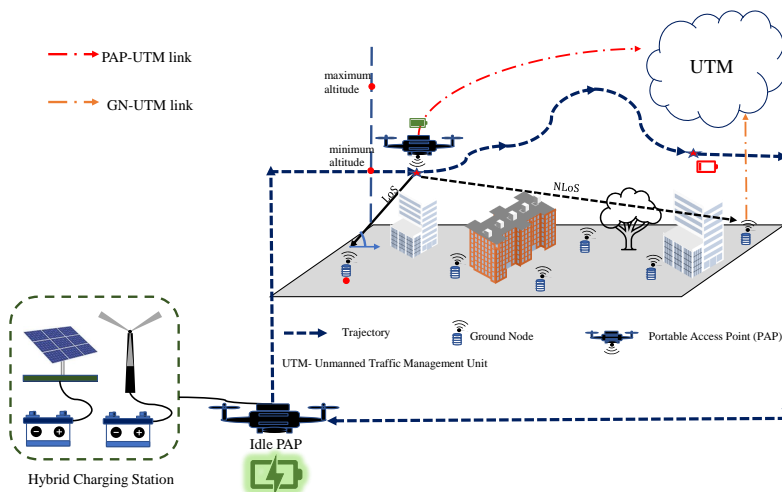 PAP-UTM link
GN-UTM link
maximum
altitude
UTM
minimum
altitude
LoS
NLoS
Trajectory
Ground Node
Portable Access Point (PAP)
UTM- Unmanned Traffic Management Unit
Idle PAP
Hybrid Charging Station